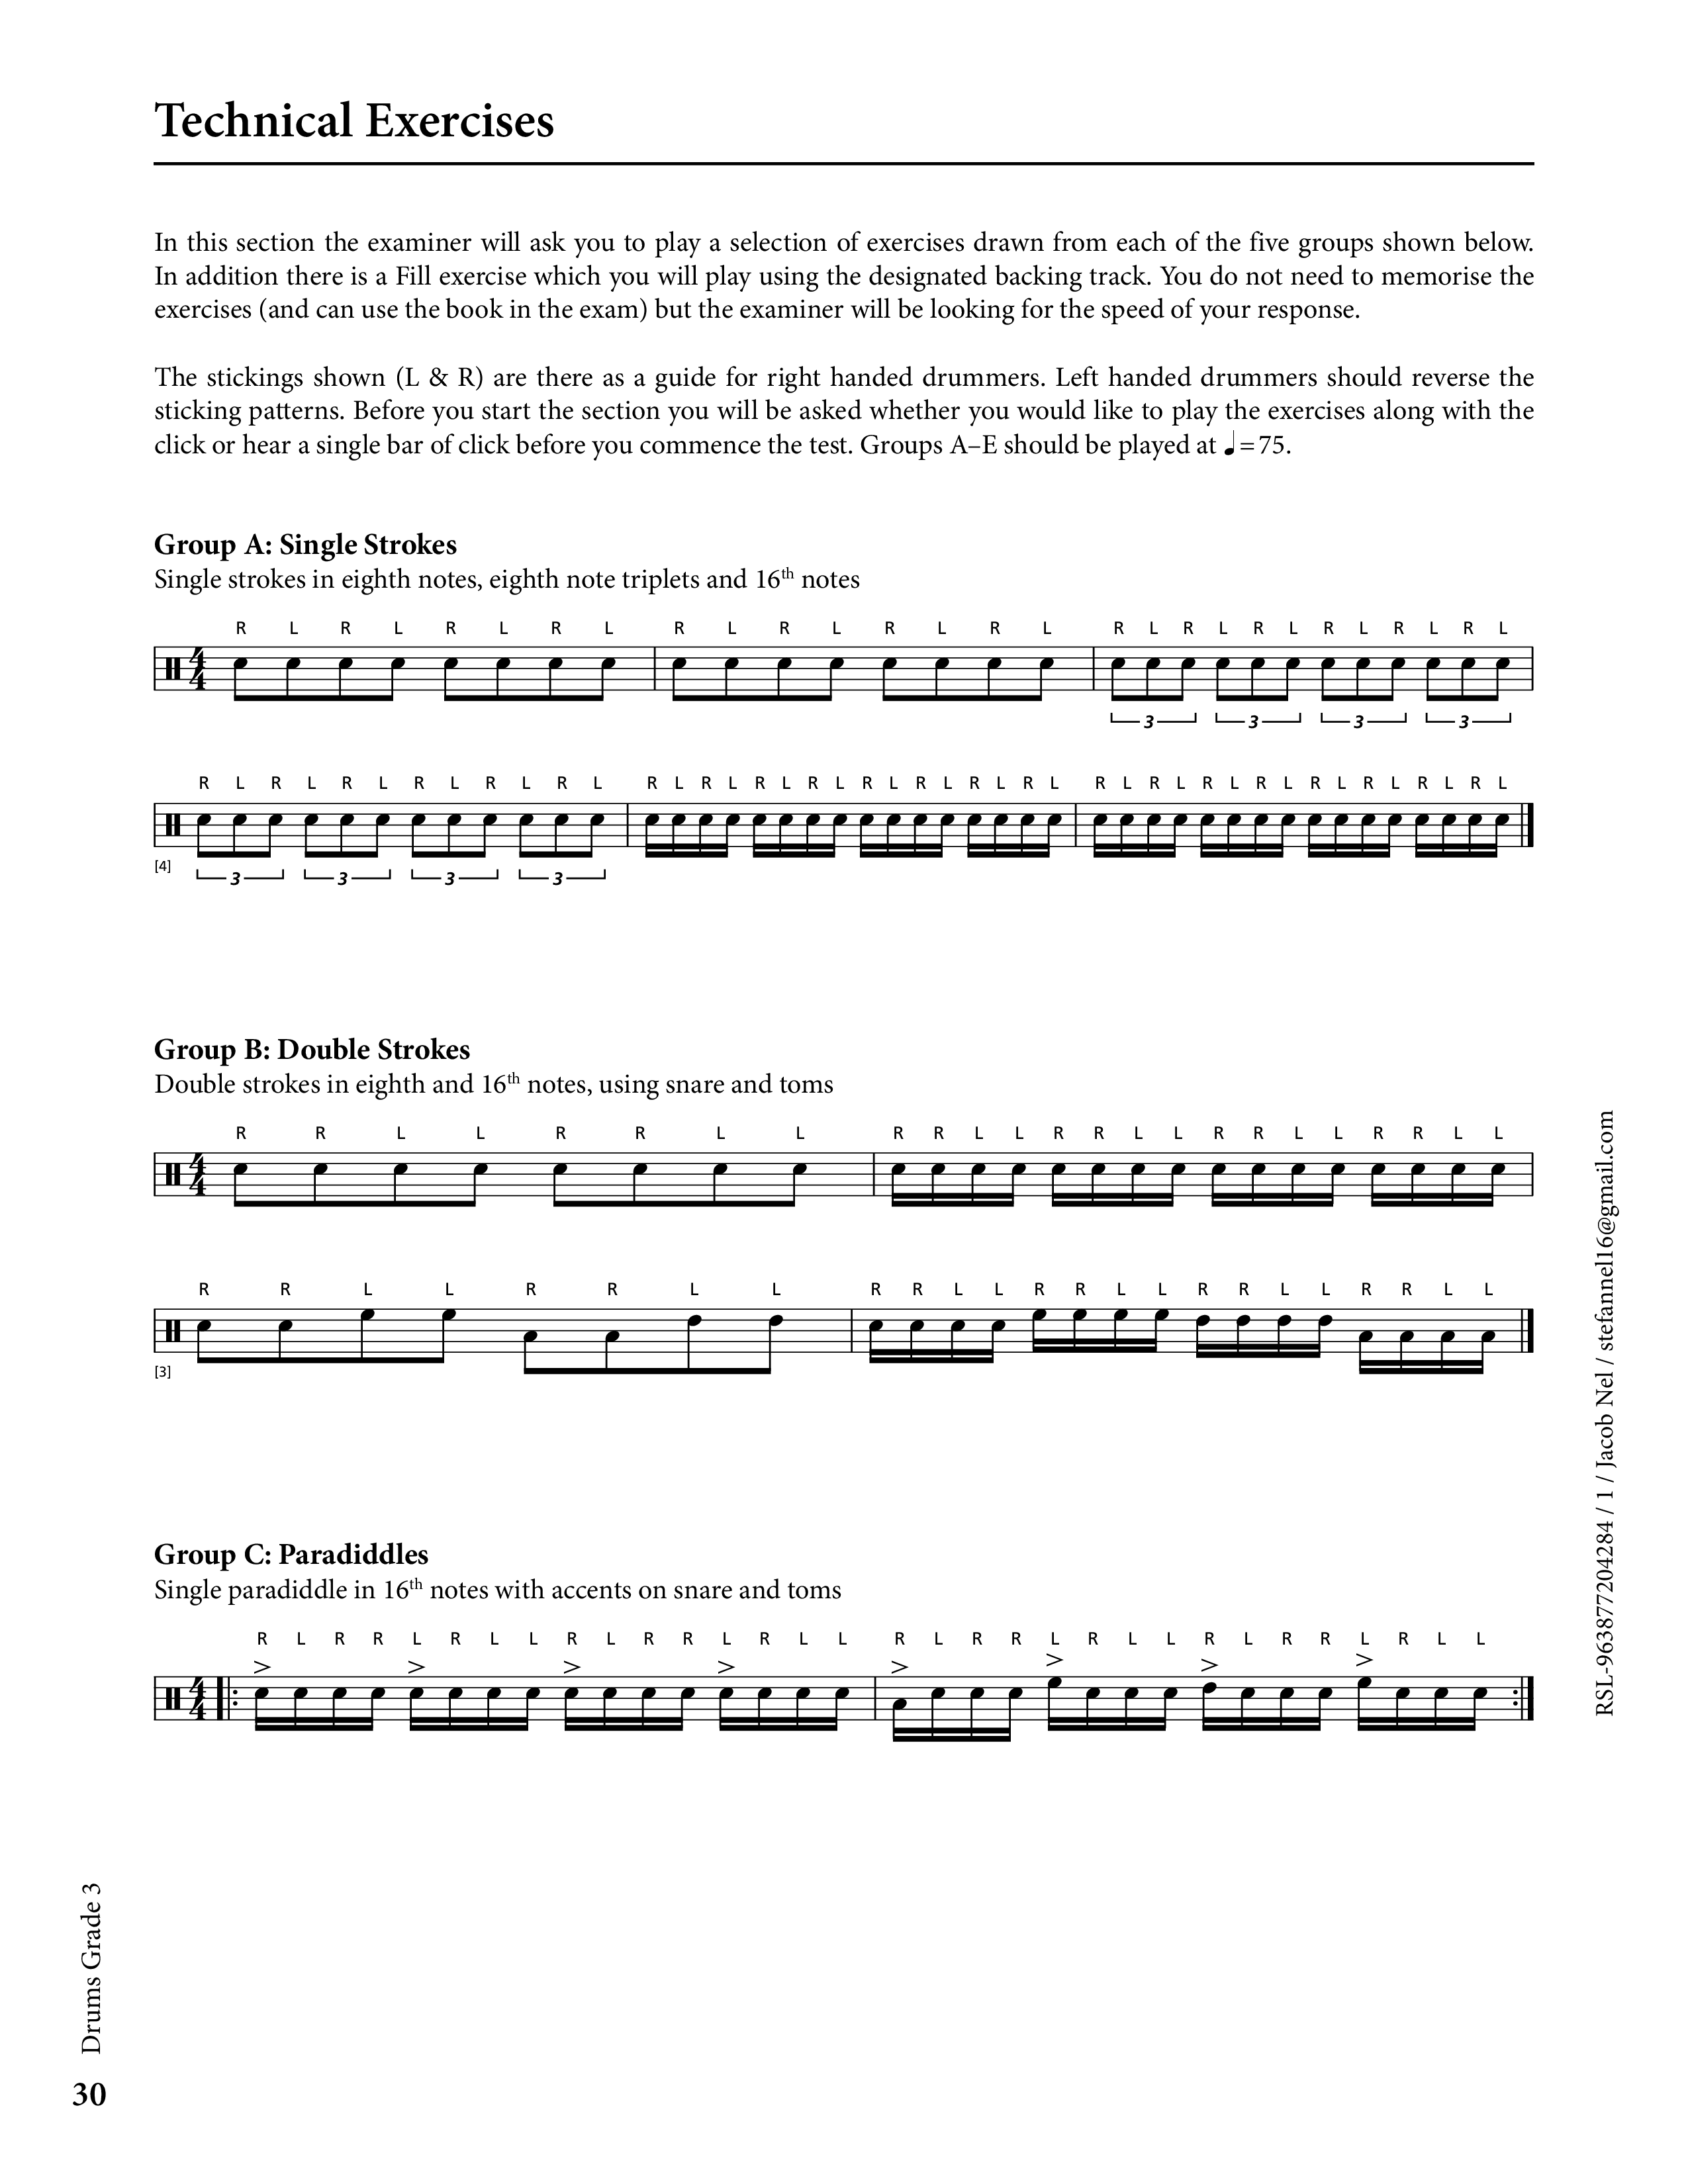 Technical Exercises
In this section the examiner will ask you to play a selection of exercises drawn from each of the five groups shown below.
In addition there is a Fill exercise which you will play using the designated backing track. You do not need to memorise the
exercises (and can use the book in the exam) but the examiner will be looking for the speed of your response.
The stickings shown (L & R) are there as a guide for right handed drummers. Left handed drummers should reverse the
sticking patterns. Before you start the section you will be asked whether you would like to play the exercises along with the
click or hear a single bar of click before you commence the test. Groups A–E should be played at ♩=75.
Group A: Single Strokes
Single strokes in eighth notes, eighth note triplets and 16th notes
R L R L R L R L R L R L R L R L R L R L R L R L R L R L
4
4
3 3 3 3
R L R L R L R L R L R L R L R L R L R L R L R L R L R L R L R L R L R L R L R L R L R L
[4]
3 3 3 3
Group B: Double Strokes
Double strokes in eighth and 16th notes, using snare and toms
R R L L R R L L R R L L R R L L R R L L R R L L
4
4
R R L L R R L L R R L L R R L L R R L L R R L L
[3]
Group C: Paradiddles
Single paradiddle in 16th notes with accents on snare and toms
R L R R L R L L R L R R L R L L R L R R L R L L R L R R L R L L
> > > > > > > >
4
4
RSL-963877204284 / 1 / Jacob Nel / stefannel16@gmail.com
Drums Grade 3
30